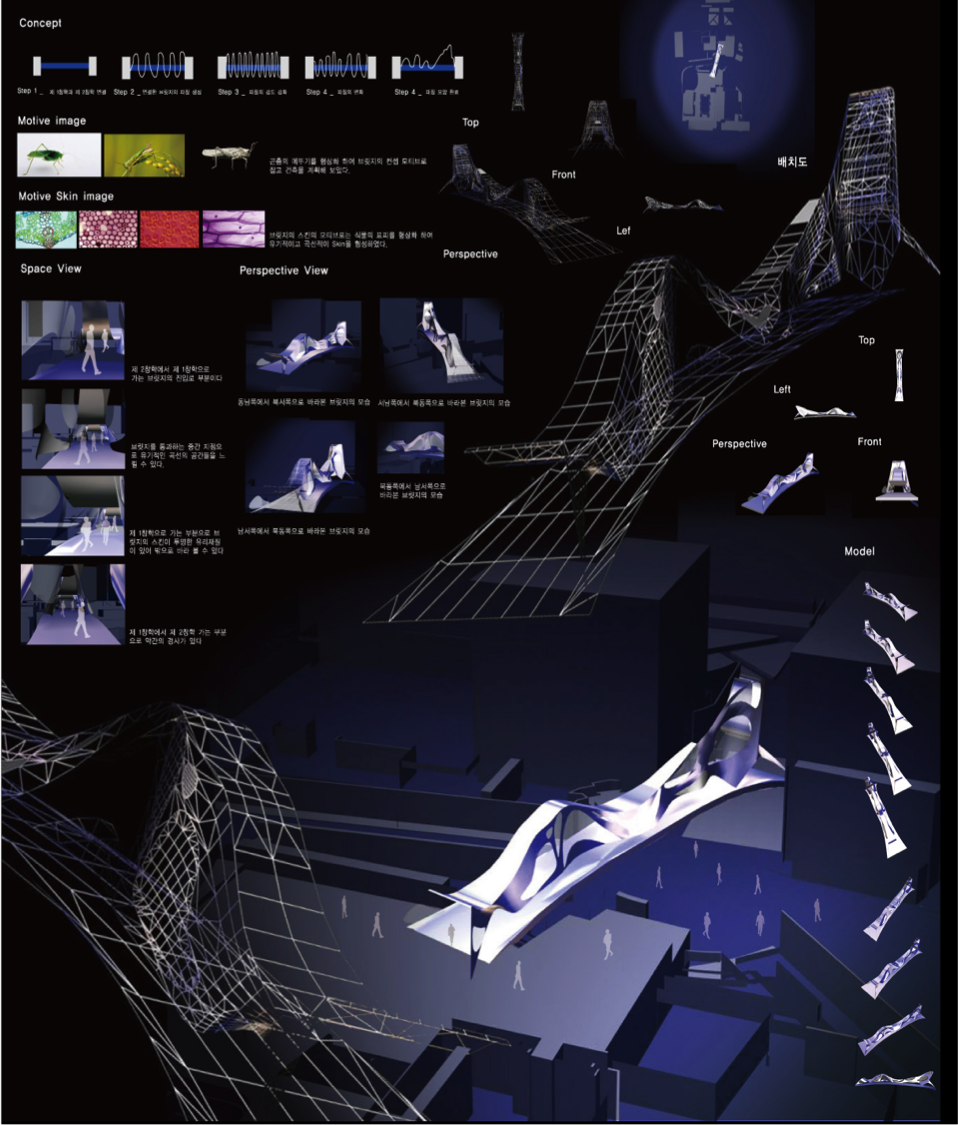 Concept
Step 1 _ 제 1창학과 제 2창학 연결
Step 2 _ 연결한 브릿지의 파장 생성
Step 3 _ 파동의
Step 4 _ 파동의 변화
Step 4 _ 파장 모양 완료
Motive image
곤충의 메뚜기를 형상화 하여 브릿지의 컨셉 모티브로
잡고 건축을 계획해 보았다.
Motive Skin image
브릿지의 스킨의 모티브로는 식물의 표피를 형상화 하여
유기적이고 곡선적이 Skin을 형성하였다.
Space View
제 2창학에서 제 1창학으로
가는 브릿지의 진입로 부분이다
브릿지를 통과하는 중간 지점으
로 유기적인 곡선의 공간들을 느
낄 수 있다.
제 1창학으로 가는 부분으로 브
릿지의 스킨이 투명한 유리재질
이 있어 밖으로 바라 볼 수 있다
제 1창학에서 제 2창학 가는 부분
으로 약간의 경사가 있다
Perspective View
동남쪽에서 북서쪽으로 바라본 브릿지의 모습
서남쪽에서 북동쪽으로 바라본 브릿지의 모습
북동쪽에서 남서쪽으로
바라본 브릿지의 모습
남서쪽에서 북동쪽으로 바라본 브릿지의 모습
Top
Front
Lef
Perspective
배치도
Top
Left
Perspective
Front
Model